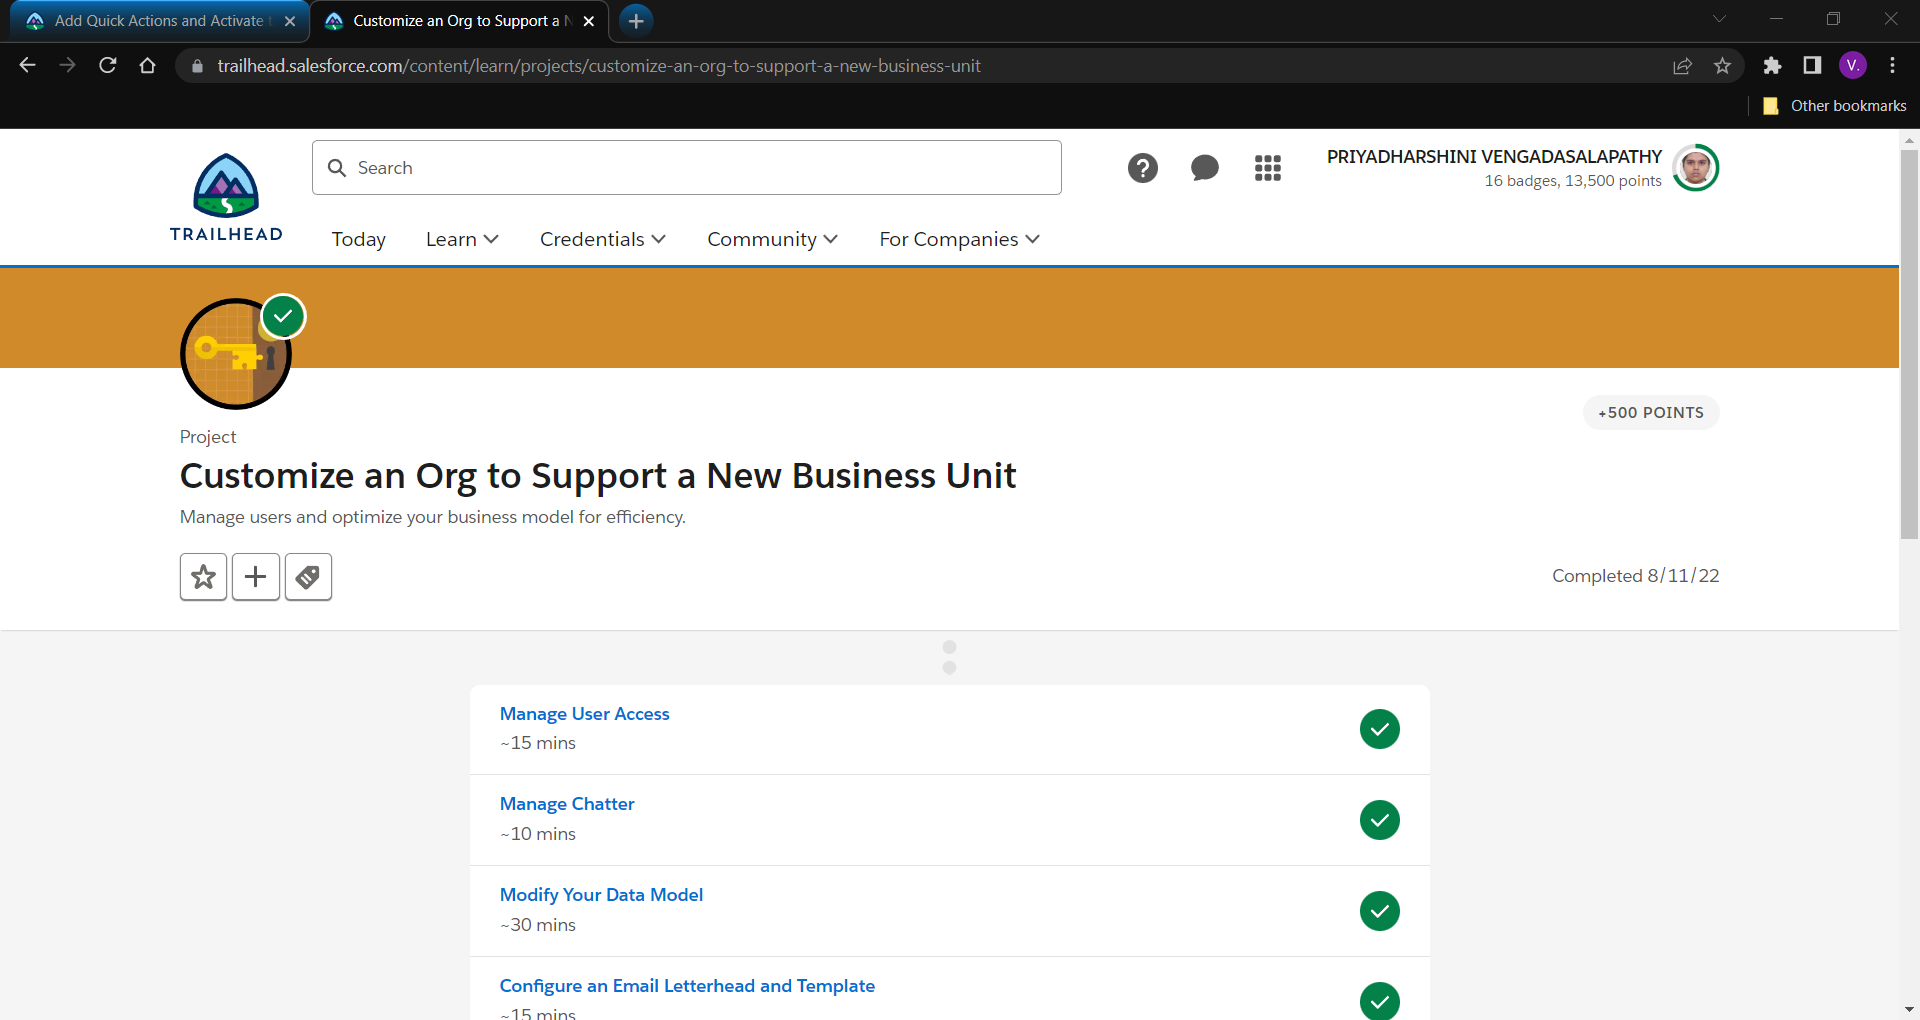 Add Quick Actions and Activate t
Customize an Org to Support a N
trailhead.salesforce.com/content/learn/projects/customize-an-org-to-support-a-new-business-unit
V.
Other bookmarks
TRAILHEAD
Search
PRIYADHARSHINI VENGADASALAPATHY
16 badges, 13,500 points
Today
Learn
Credentials
Community
For Companies
+500 POINTS
Project
Customize an Org to Support a New Business Unit
Manage users and optimize your business model for efficiency.
Completed 8/11/22
Manage User Access
~15 mins
Manage Chatter
~10 mins
Modify Your Data Model
~30 mins
Configure an Email Letterhead and Template
~15 mins